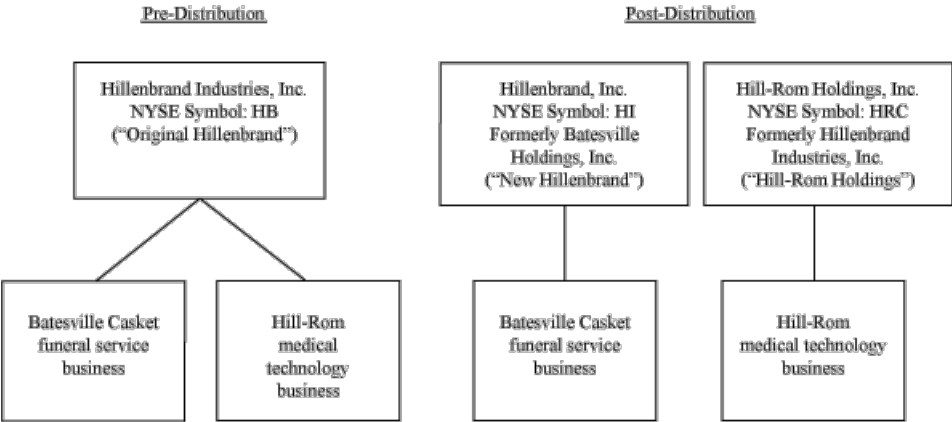 Pre-Distribution
Hillenbrand Industries, Inc.
NYSE Symbol: HB
(“Original Hillenbrand”)
Batesville Casket
funeral service
business
Hill-Rom
medical
technology
business
Post-Distribution
Hillenbrand, Inc.
NYSE Symbol: HI
Formerly Batesville
Holdings, Inc.
(“New Hillenbrand”)
Hill-Rom Holdings, Inc.
NYSE Symbol: HRC
Formerly Hillenbrand
Industries, Inc.
(“Hill-Rom Holdings”)
Batesville Casket
funeral service
business
Hill-Rom
medical technology
business